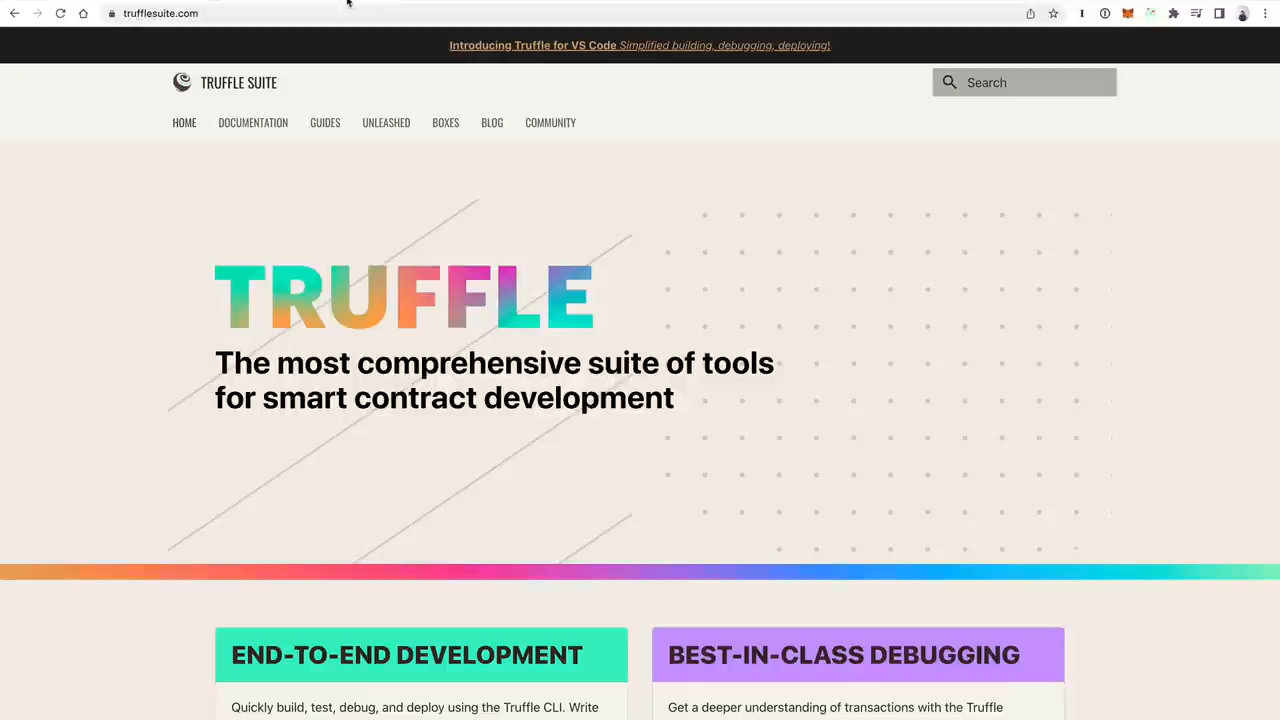 trufflesuite.com
Introducing Truffle for VS Code Simplified building, debugging, deploying!
TRUFFLE SUITE
Search
HOME DOCUMENTATION GUIDES UNLEASHED BOXES BLOG COMMUNITY
TRUFFLE
The most comprehensive suite of tools
for smart contract development
END-TO-END DEVELOPMENT
Quickly build, test, debug, and deploy using the Truffle CLI. Write
BEST-IN-CLASS DEBUGGING
Get a deeper understanding of transactions with the Truffle